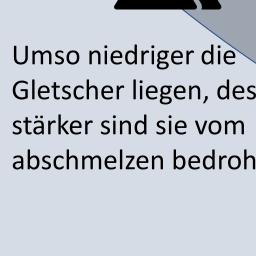 Umso niedriger die
Gletscher liegen, des
stärker sind sie vom
abschmelzen bedroh